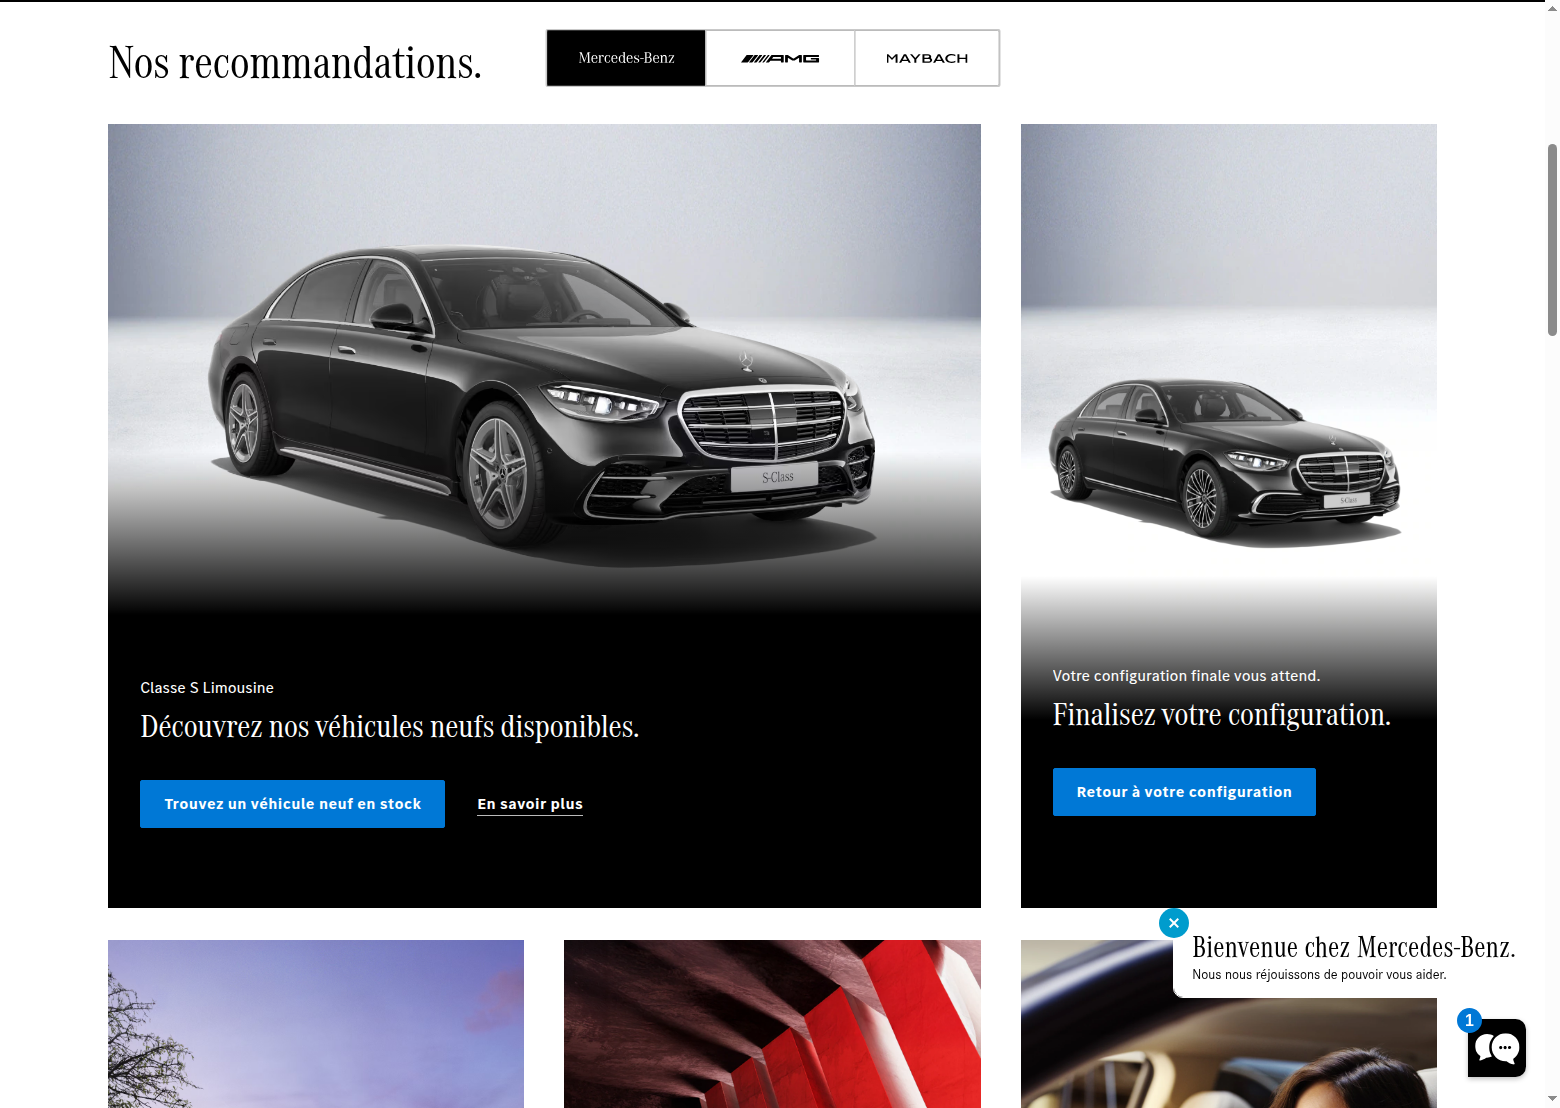 Nos recommandations.
Mercedes-Benz
AMG
MAYBACH
S-Class
S-Class
Classe S Limousine
Découvrez nos véhicules neufs disponibles.
Trouvez un véhicule neuf en stock
En savoir plus
Votre configuration finale vous attend.
Finalisez votre configuration.
Retour à votre configuration
Bienvenue chez Mercedes-Benz.
Nous nous réjouissons de pouvoir vous aider.
1